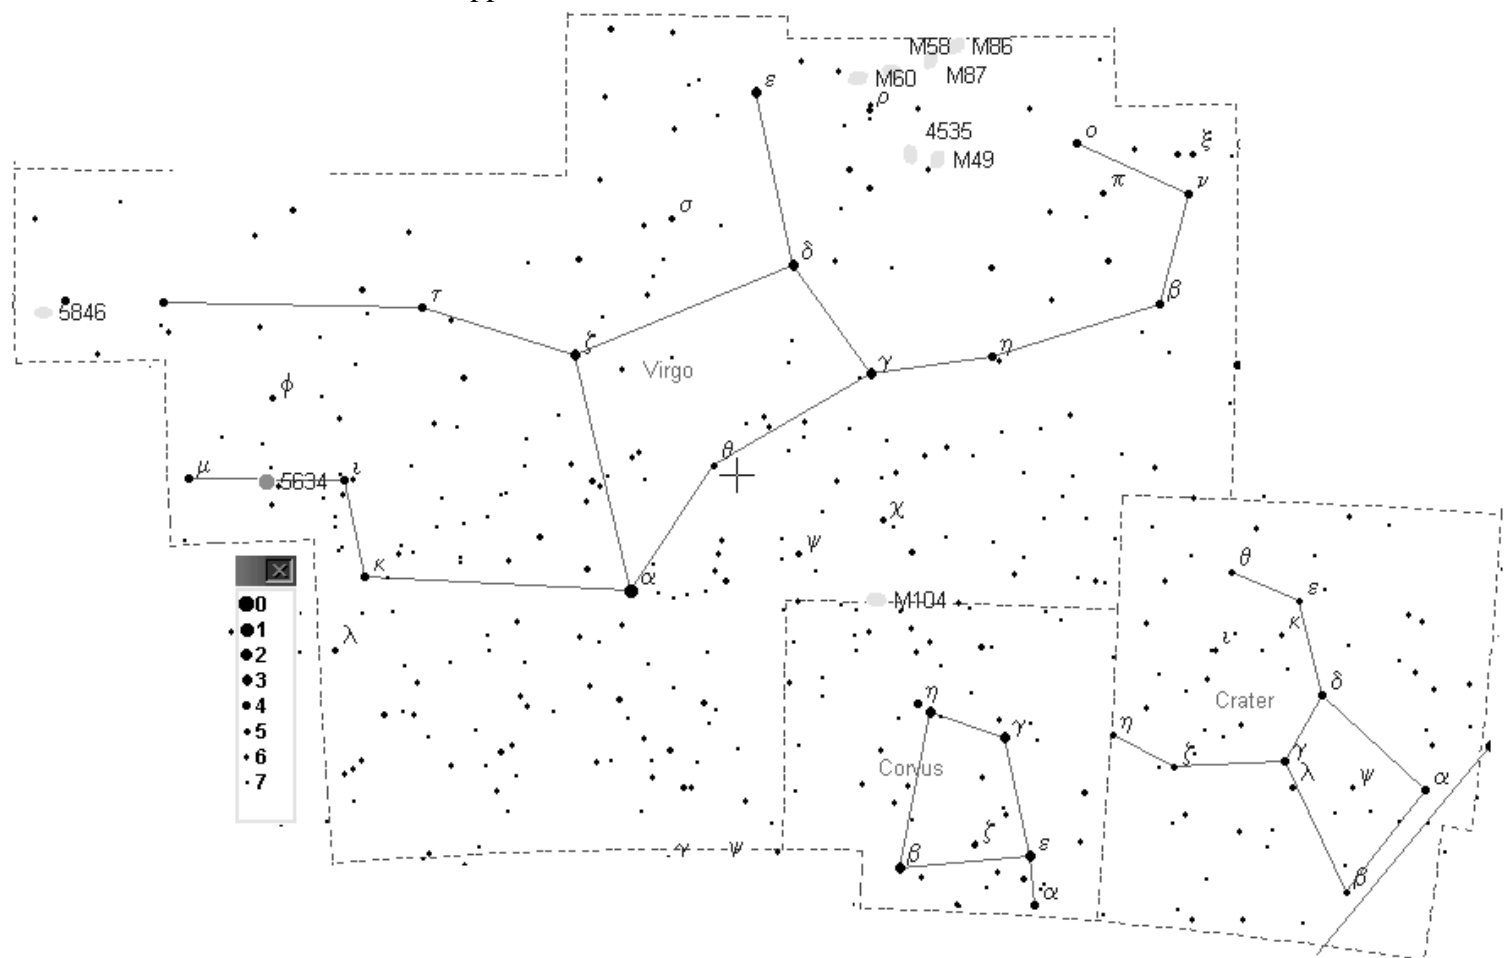 M58 M86
ε M60 M87
ρ
4535
ο ξ
M49
π ν
σ
δ
τ β
5846
ζ η
Virgo γ
φ
θ
μ 5634 ι
χ
ψ
κ α θ
ε
0 M104
1 κ
λ ι
2
3 δ
η Crater
4 η γ
5
ζ γ
6 Corvus λ ψ α
7
ζ
γ ψ β ε
β
α